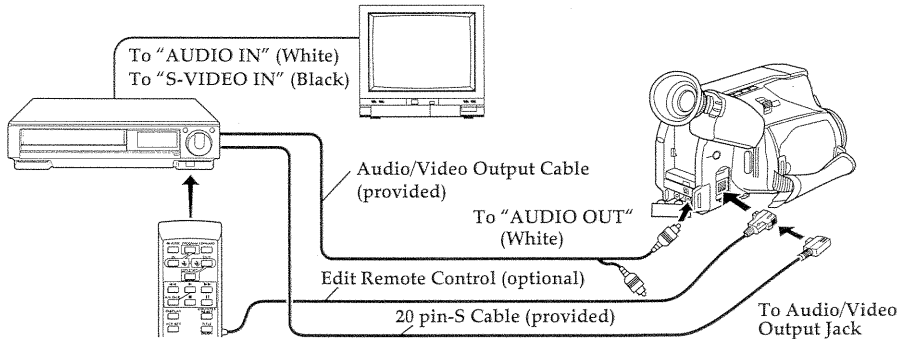 To “AUDIO IN” (White)
To “S-VIDEO IN” (Black)
Audio/Video Output Cable
(provided)
To “AUDIO OUT“
(White)
Edit Remote Control (optional)
20 pin-S Cable (provided)
To Audio/Video
Output Jack